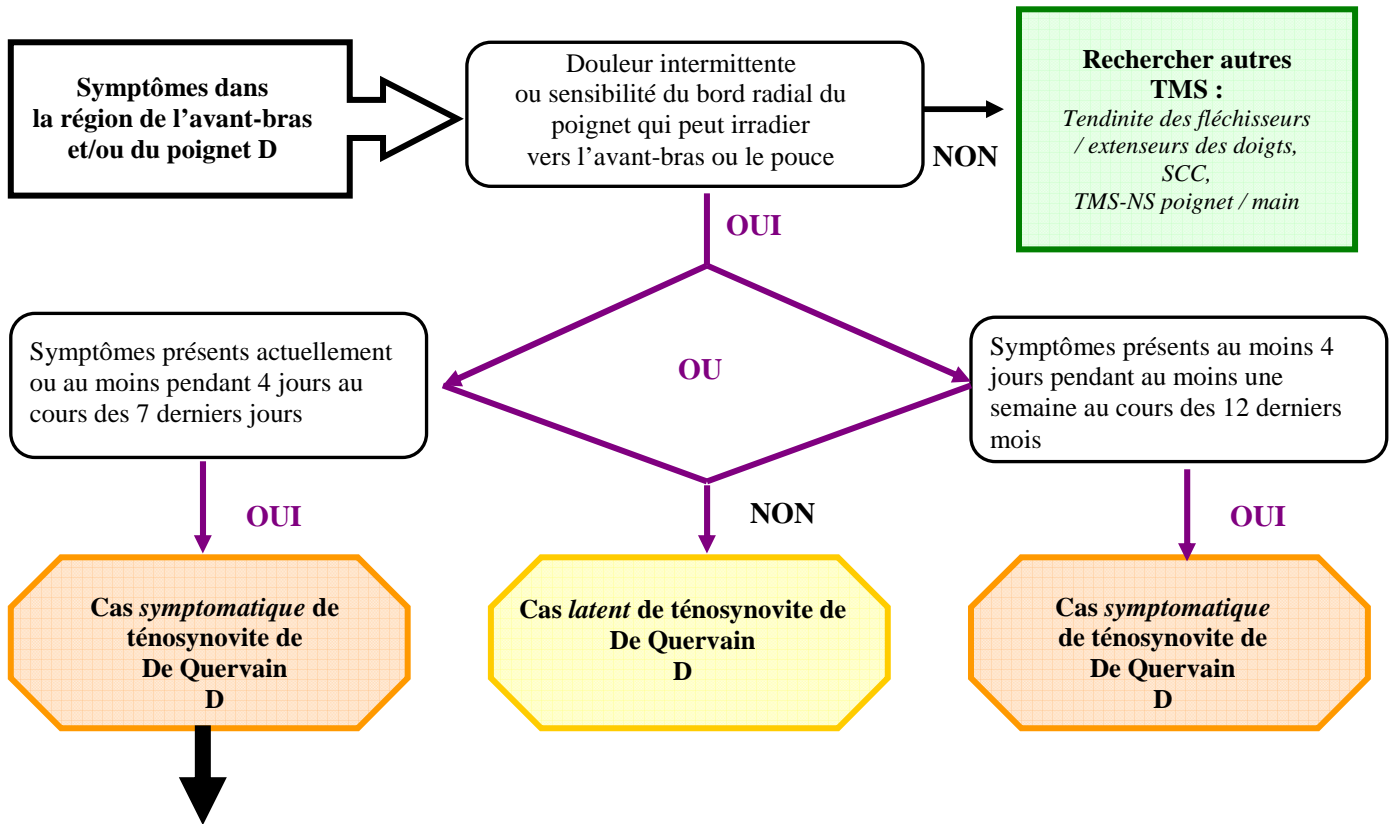 Symptômes dans
la région de l’avant-bras
et/ou du poignet D
Douleur intermittente
ou sensibilité du bord radial du
poignet qui peut irradier
vers l’avant-bras ou le pouce
NON
Rechercher autres
TMS :
Tendinite des fléchisseurs
/ extenseurs des doigts,
SCC,
TMS-NS poignet / main
OUI
Symptômes présents actuellement
ou au moins pendant 4 jours au
cours des 7 derniers jours
OU
Symptômes présents au moins 4
jours pendant au moins une
semaine au cours des 12 derniers
mois
OUI
NON
OUI
Cas symptomatique de
ténosynovite de
De Quervain
D
Cas latent de ténosynovite de
De Quervain
D
Cas symptomatique
de ténosynovite de
De Quervain
D